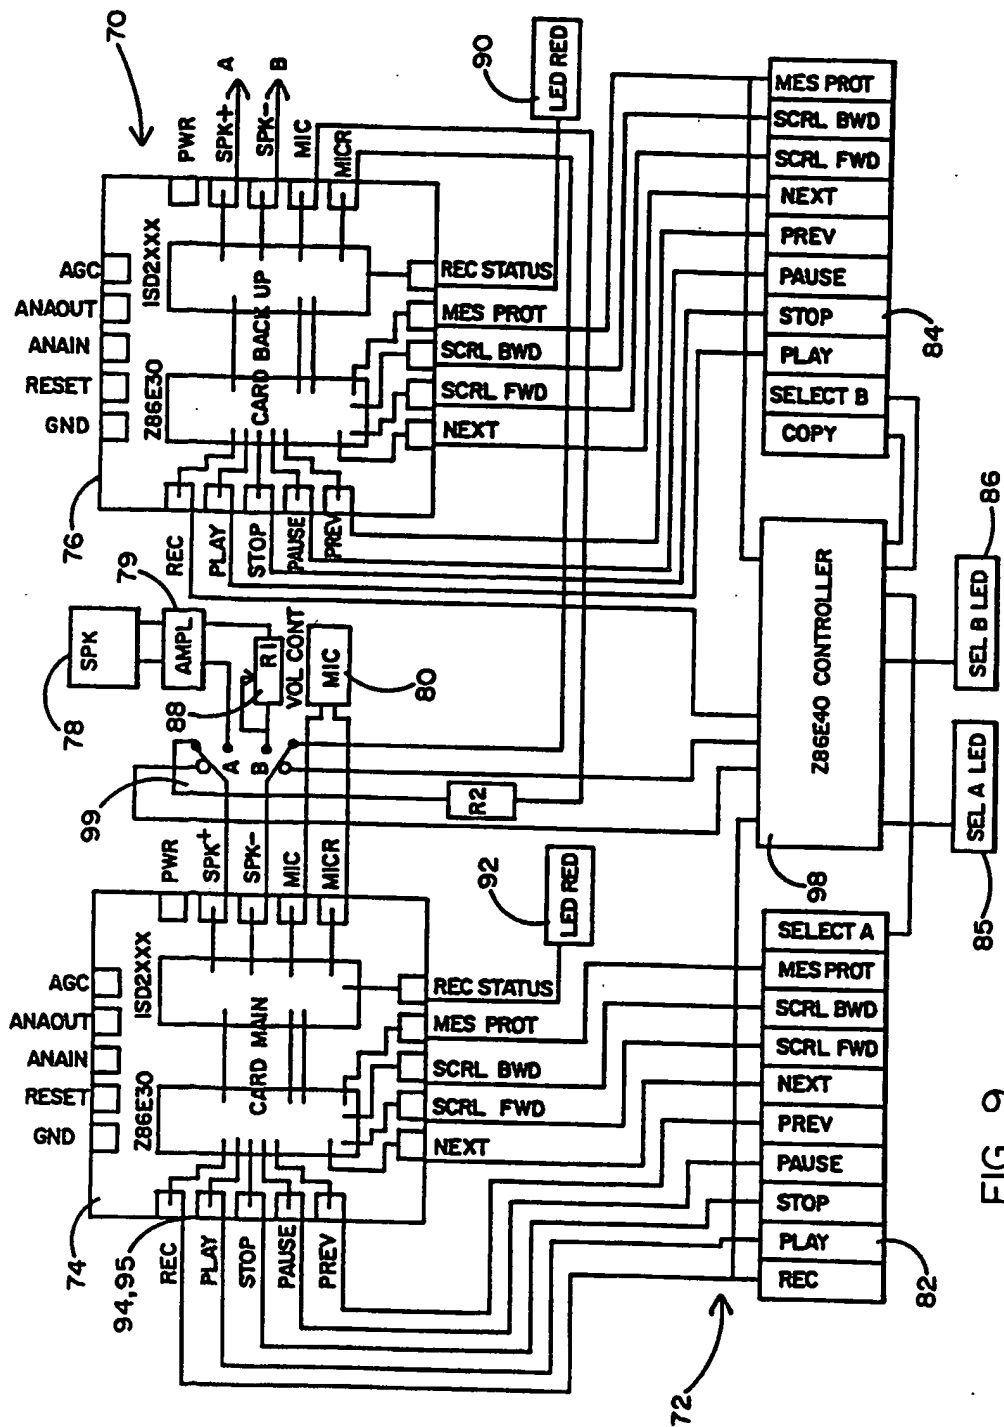 70
76
AGC
ANAOUT
ANAIN
RESET
GND
ISD2XXX
Z86E30
CARD BACK UP
PWR
SPK+
SPK-
MIC
MICR
A
B
REC
PLAY
STOP
PAUSE
PREV
REC STATUS
MES PROT
SCRL BWD
SCRL FWD
NEXT
90
LED RED
78
SPK
79
AMPL
88
R1
VOL CONT
MIC
80
99
A
B
R2
74
AGC
ANAOUT
ANAIN
RESET
GND
ISD2XXX
Z86E30
CARD MAIN
PWR
SPK+
SPK-
MIC
MICR
94,95
REC
PLAY
STOP
PAUSE
PREV
REC STATUS
MES PROT
SCRL BWD
SCRL FWD
NEXT
92
LED RED
MES PROT
SCRL BWD
SCRL FWD
NEXT
PREV
PAUSE
STOP
PLAY
SELECT B
COPY
84
Z86E40 CONTROLLER
98
SEL B LED
86
SEL A LED
85
SELECT A
MES PROT
SCRL BWD
SCRL FWD
NEXT
PREV
PAUSE
STOP
PLAY
REC
82
72
FIG 9